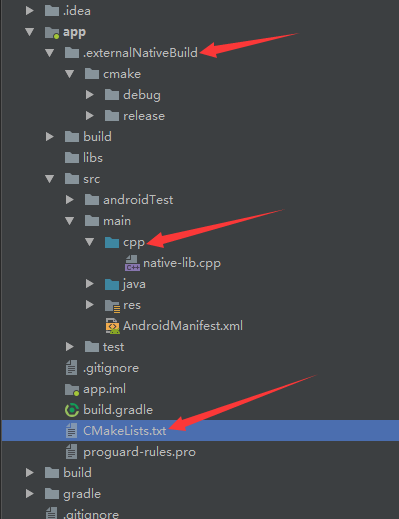 .idea
app
.externalNativeBuild
cmake
debug
release
build
libs
src
androidTest
main
cpp
native-lib.cpp
java
res
AndroidManifest.xml
test
.gitignore
app.iml
build.gradle
CMakeLists.txt
proguard-rules.pro
build
gradle
.gitignore